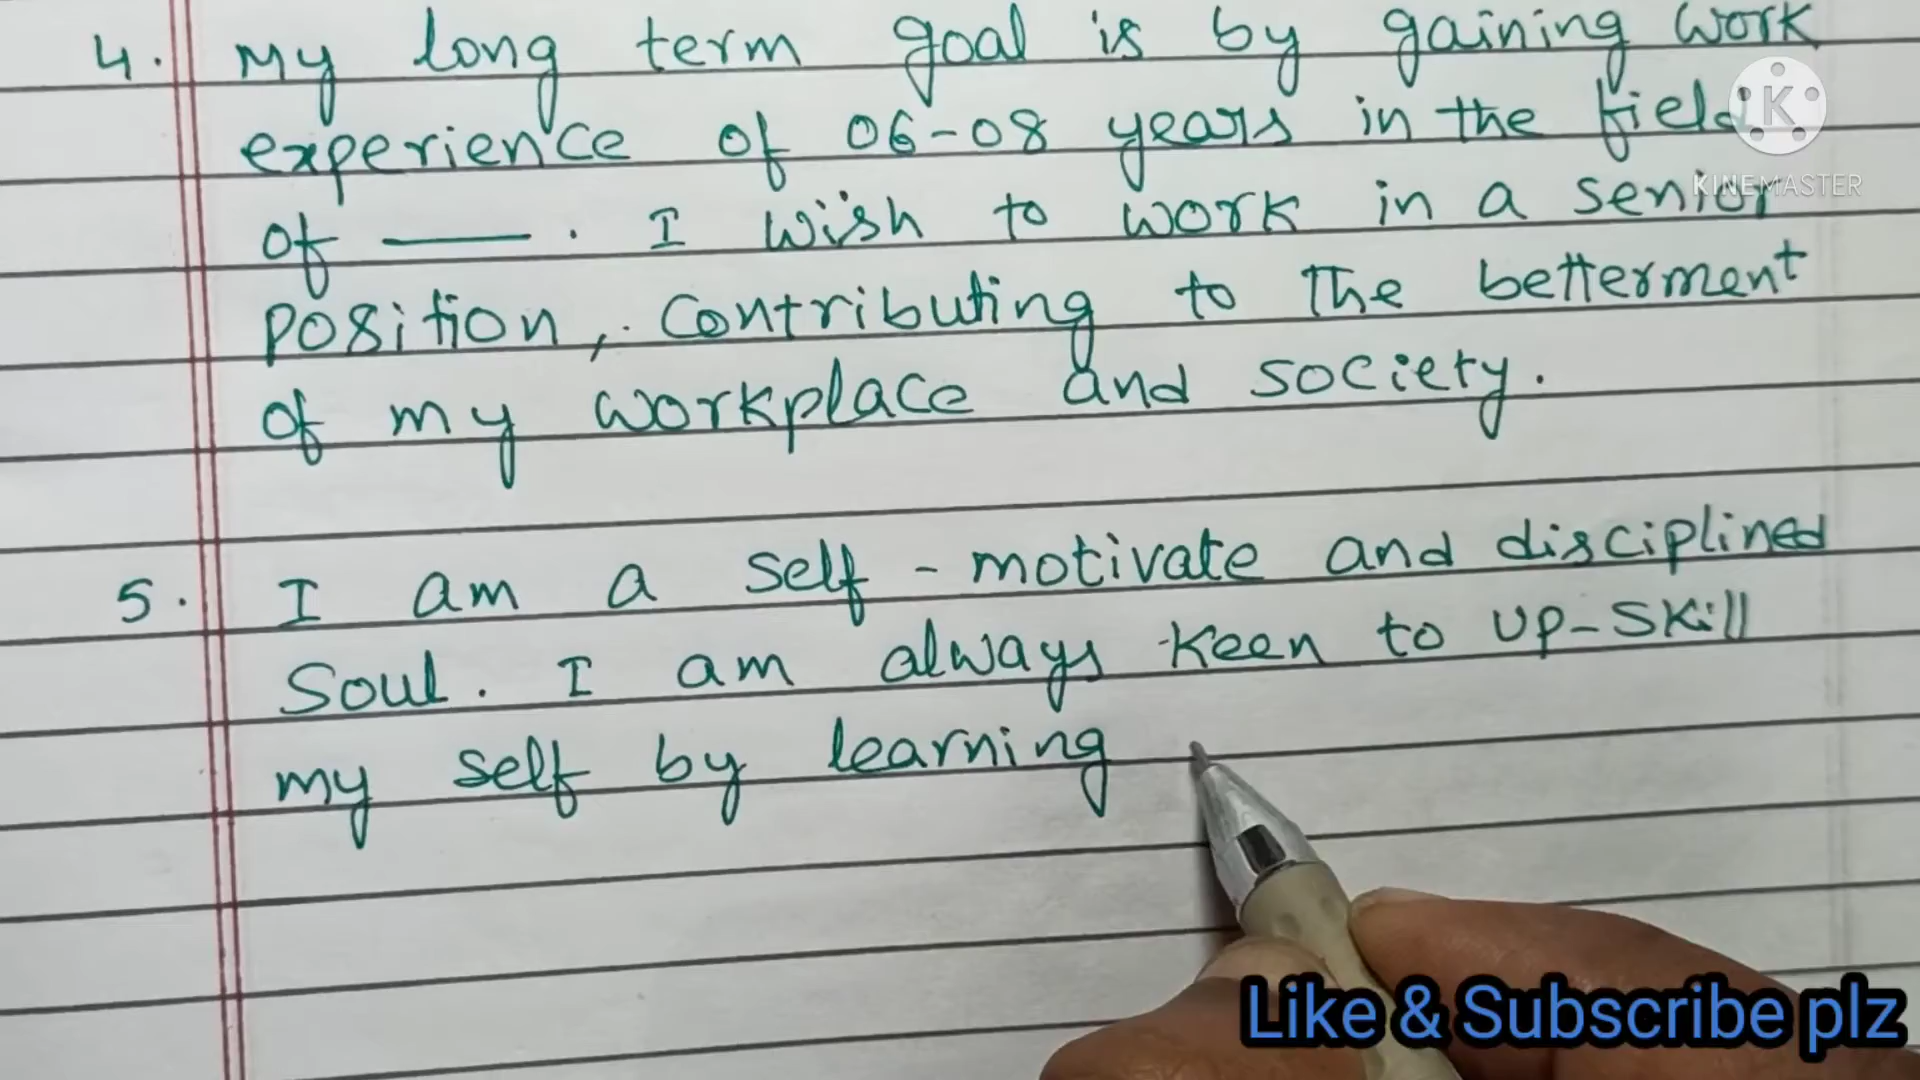 4. My long term goal is by gaining work
experience of 06-08 years in the field
of ——. I wish to work in a senior
position, contributing to the betterment
of my workplace and society.
5. I am a self-motivate and disciplined
soul. I am always keen to up-skill
my self by learning
K
KINEMASTER
Like & Subscribe plz